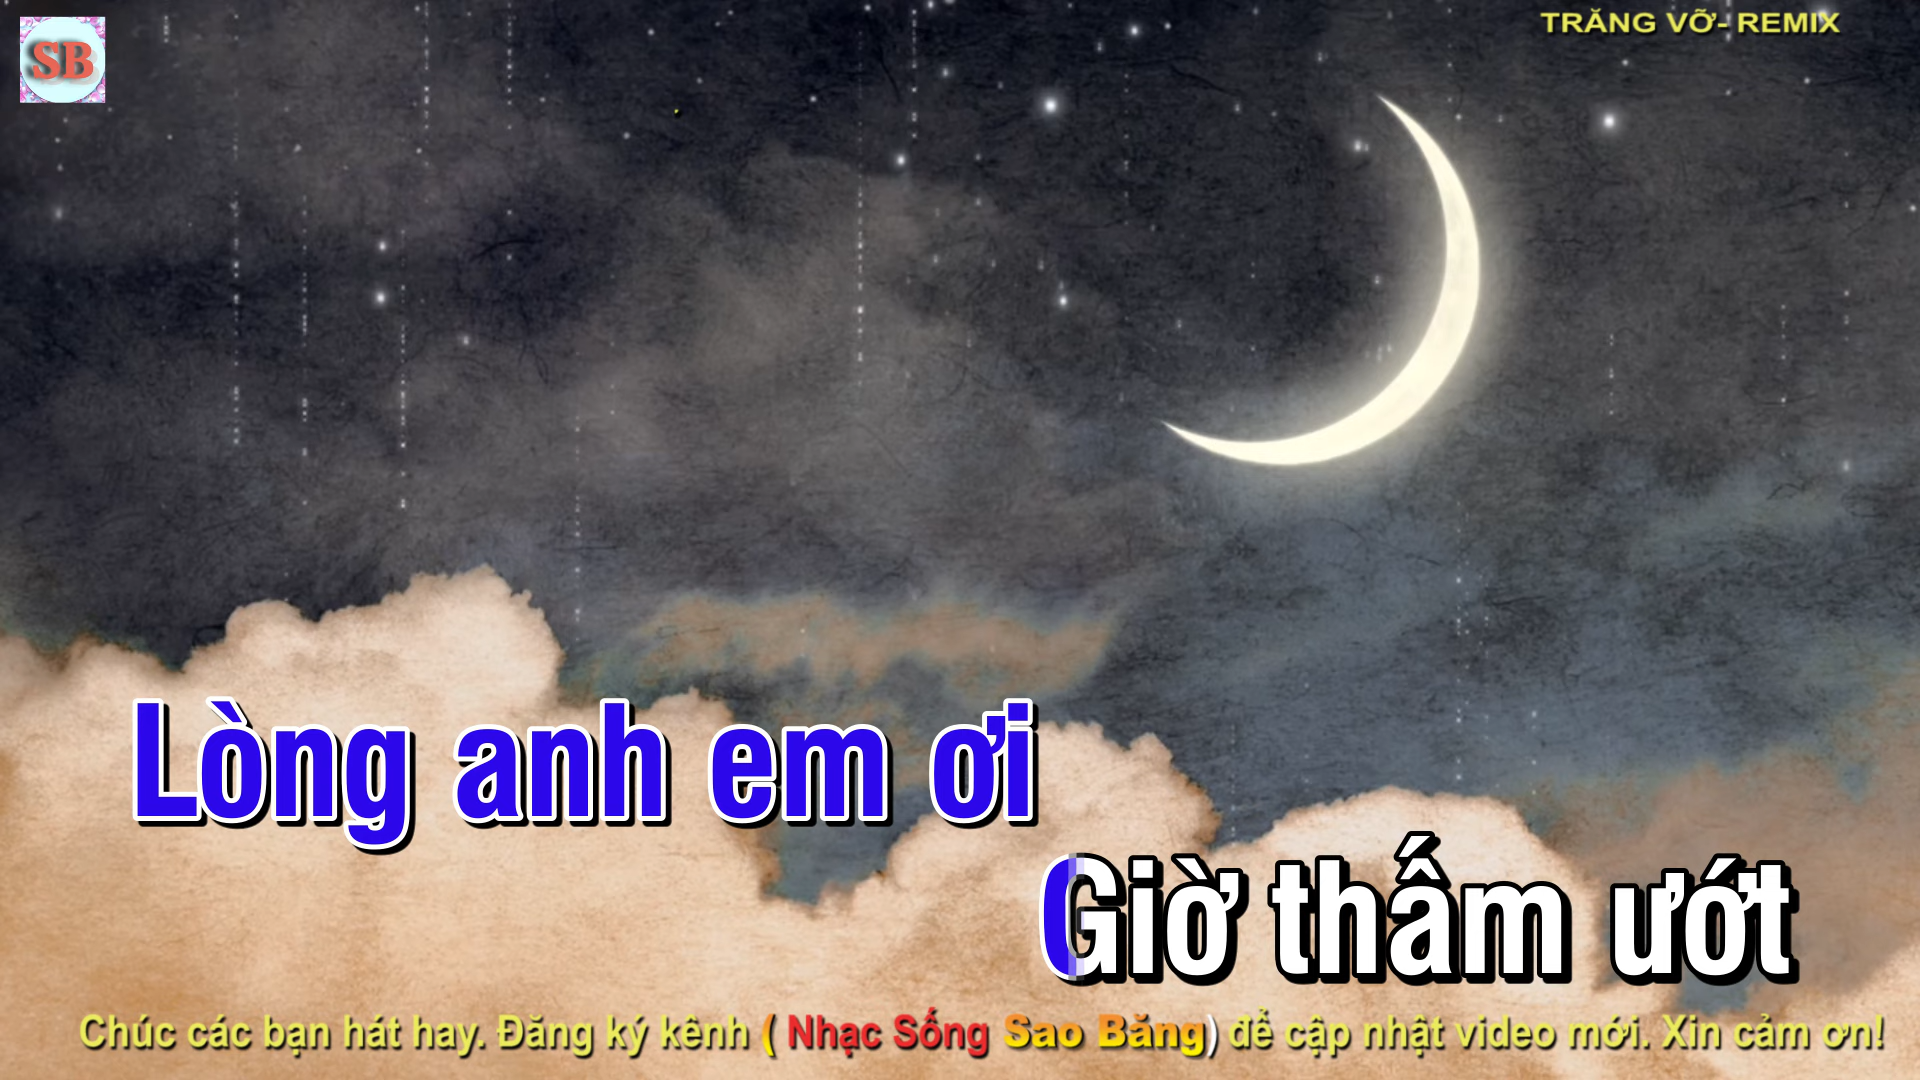 SB
TRĂNG VỠ- REMIX
Lòng anh em ơi
Giờ thấm ướt
Chúc các bạn hát hay. Đăng ký kênh ( Nhạc Sống Sao Băng) để cập nhật video mới. Xin cảm ơn!